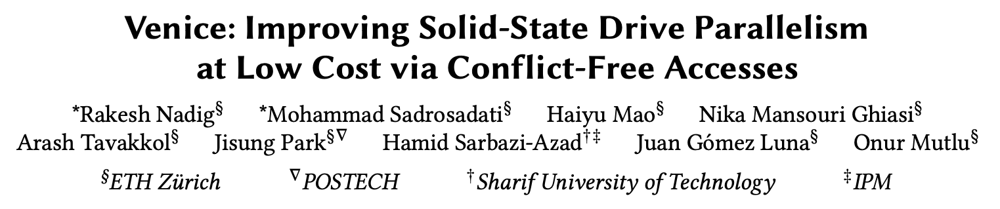 Venice: Improving Solid-State Drive Parallelism
at Low Cost via Conflict-Free Accesses
*Rakesh Nadig§ *Mohammad Sadrosadati§ Haiyu Mao§ Nika Mansouri Ghiasi§
Arash Tavakkol§ Jisung Park§∇ Hamid Sarbazi-Azad†‡ Juan Gómez Luna§ Onur Mutlu§
§ETH Zürich ∇POSTECH †Sharif University of Technology ‡IPM